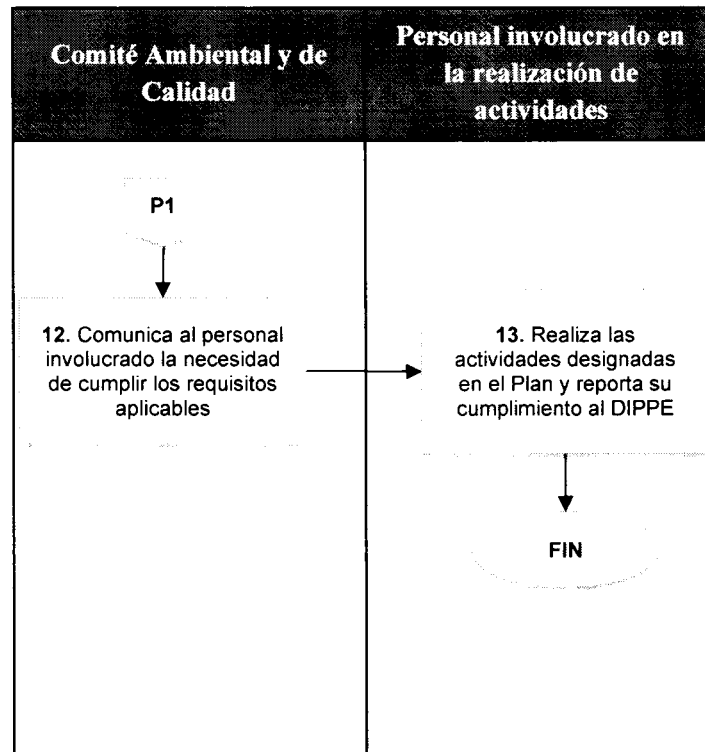 Comité Ambiental y de
Calidad
Personal involucrado en
la realización de
actividades
P1
12. Comunica al personal
involucrado la necesidad
de cumplir los requisitos
aplicables
13. Realiza las
actividades designadas
en el Plan y reporta su
cumplimiento al DIPPE
FIN